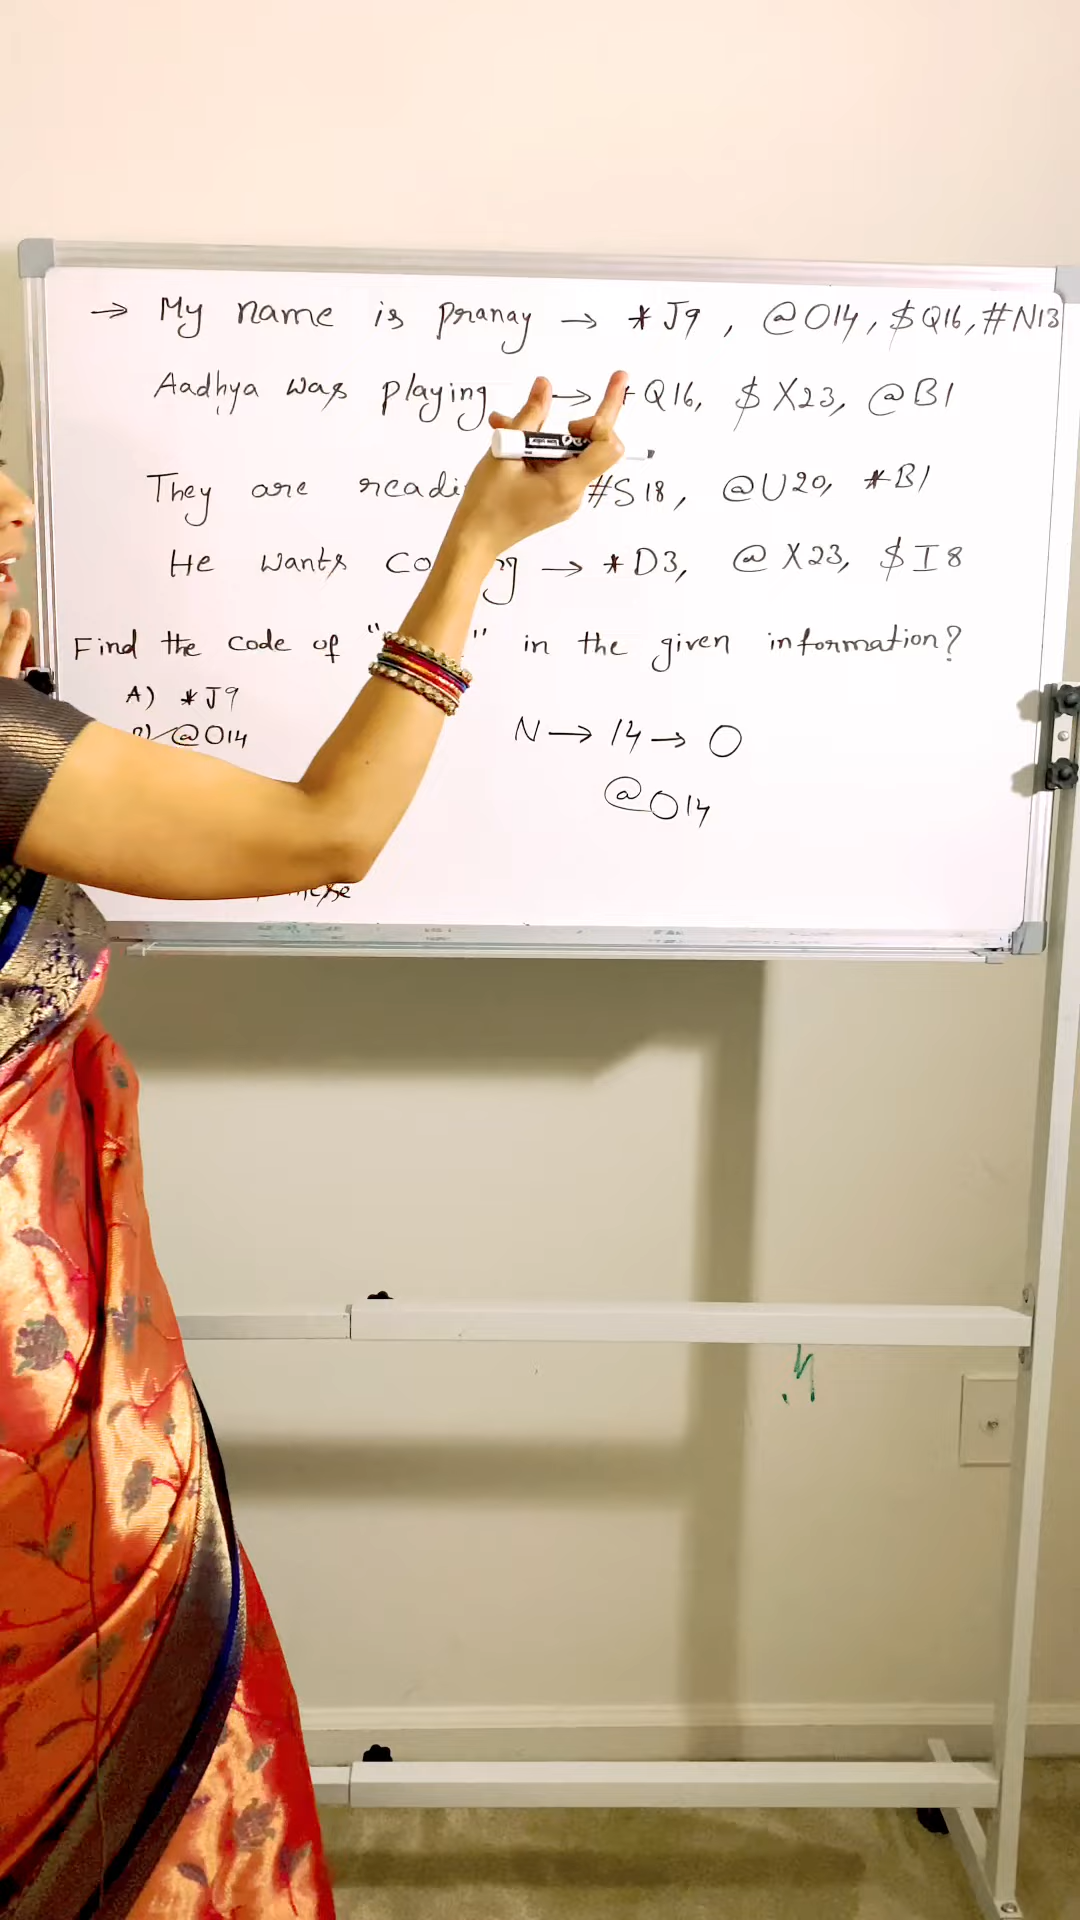 → My name is pranay → *J9, @O14, $Q16, #N13
Aadhya was playing → Q16, $X23, @B1
They are #S18, @U20, *B1
He wants → *D3, @X23, $I8
Find the code of " " in the given information?
A) *J9
@O14
N → 14 → O
@O14